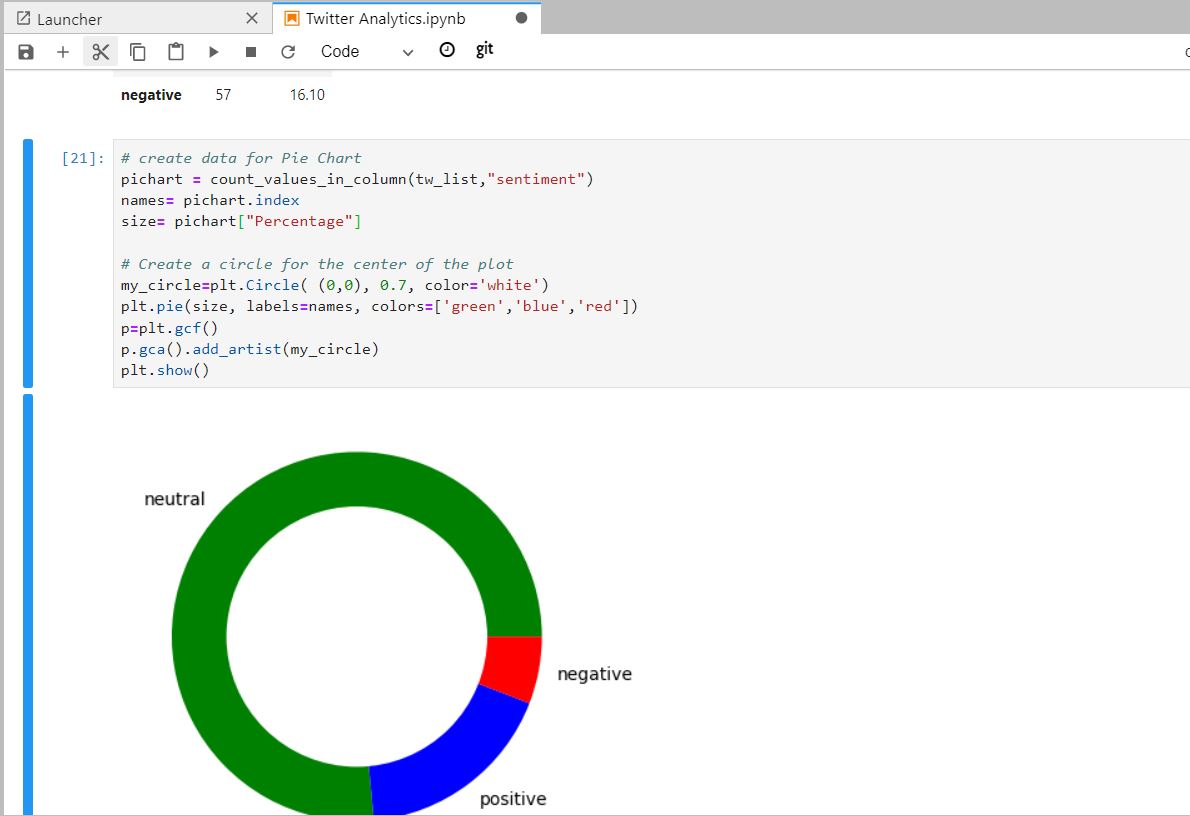 Launcher
Twitter Analytics.ipynb
Code
git
negative 57 16.10
[21]:
# create data for Pie Chart
pichart = count_values_in_column(tw_list,"sentiment")
names= pichart.index
size= pichart["Percentage"]
# Create a circle for the center of the plot
my_circle=plt.Circle( (0,0), 0.7, color='white')
plt.pie(size, labels=names, colors=['green','blue','red'])
p=plt.gcf()
p.gca().add_artist(my_circle)
plt.show()
neutral
negative
positive